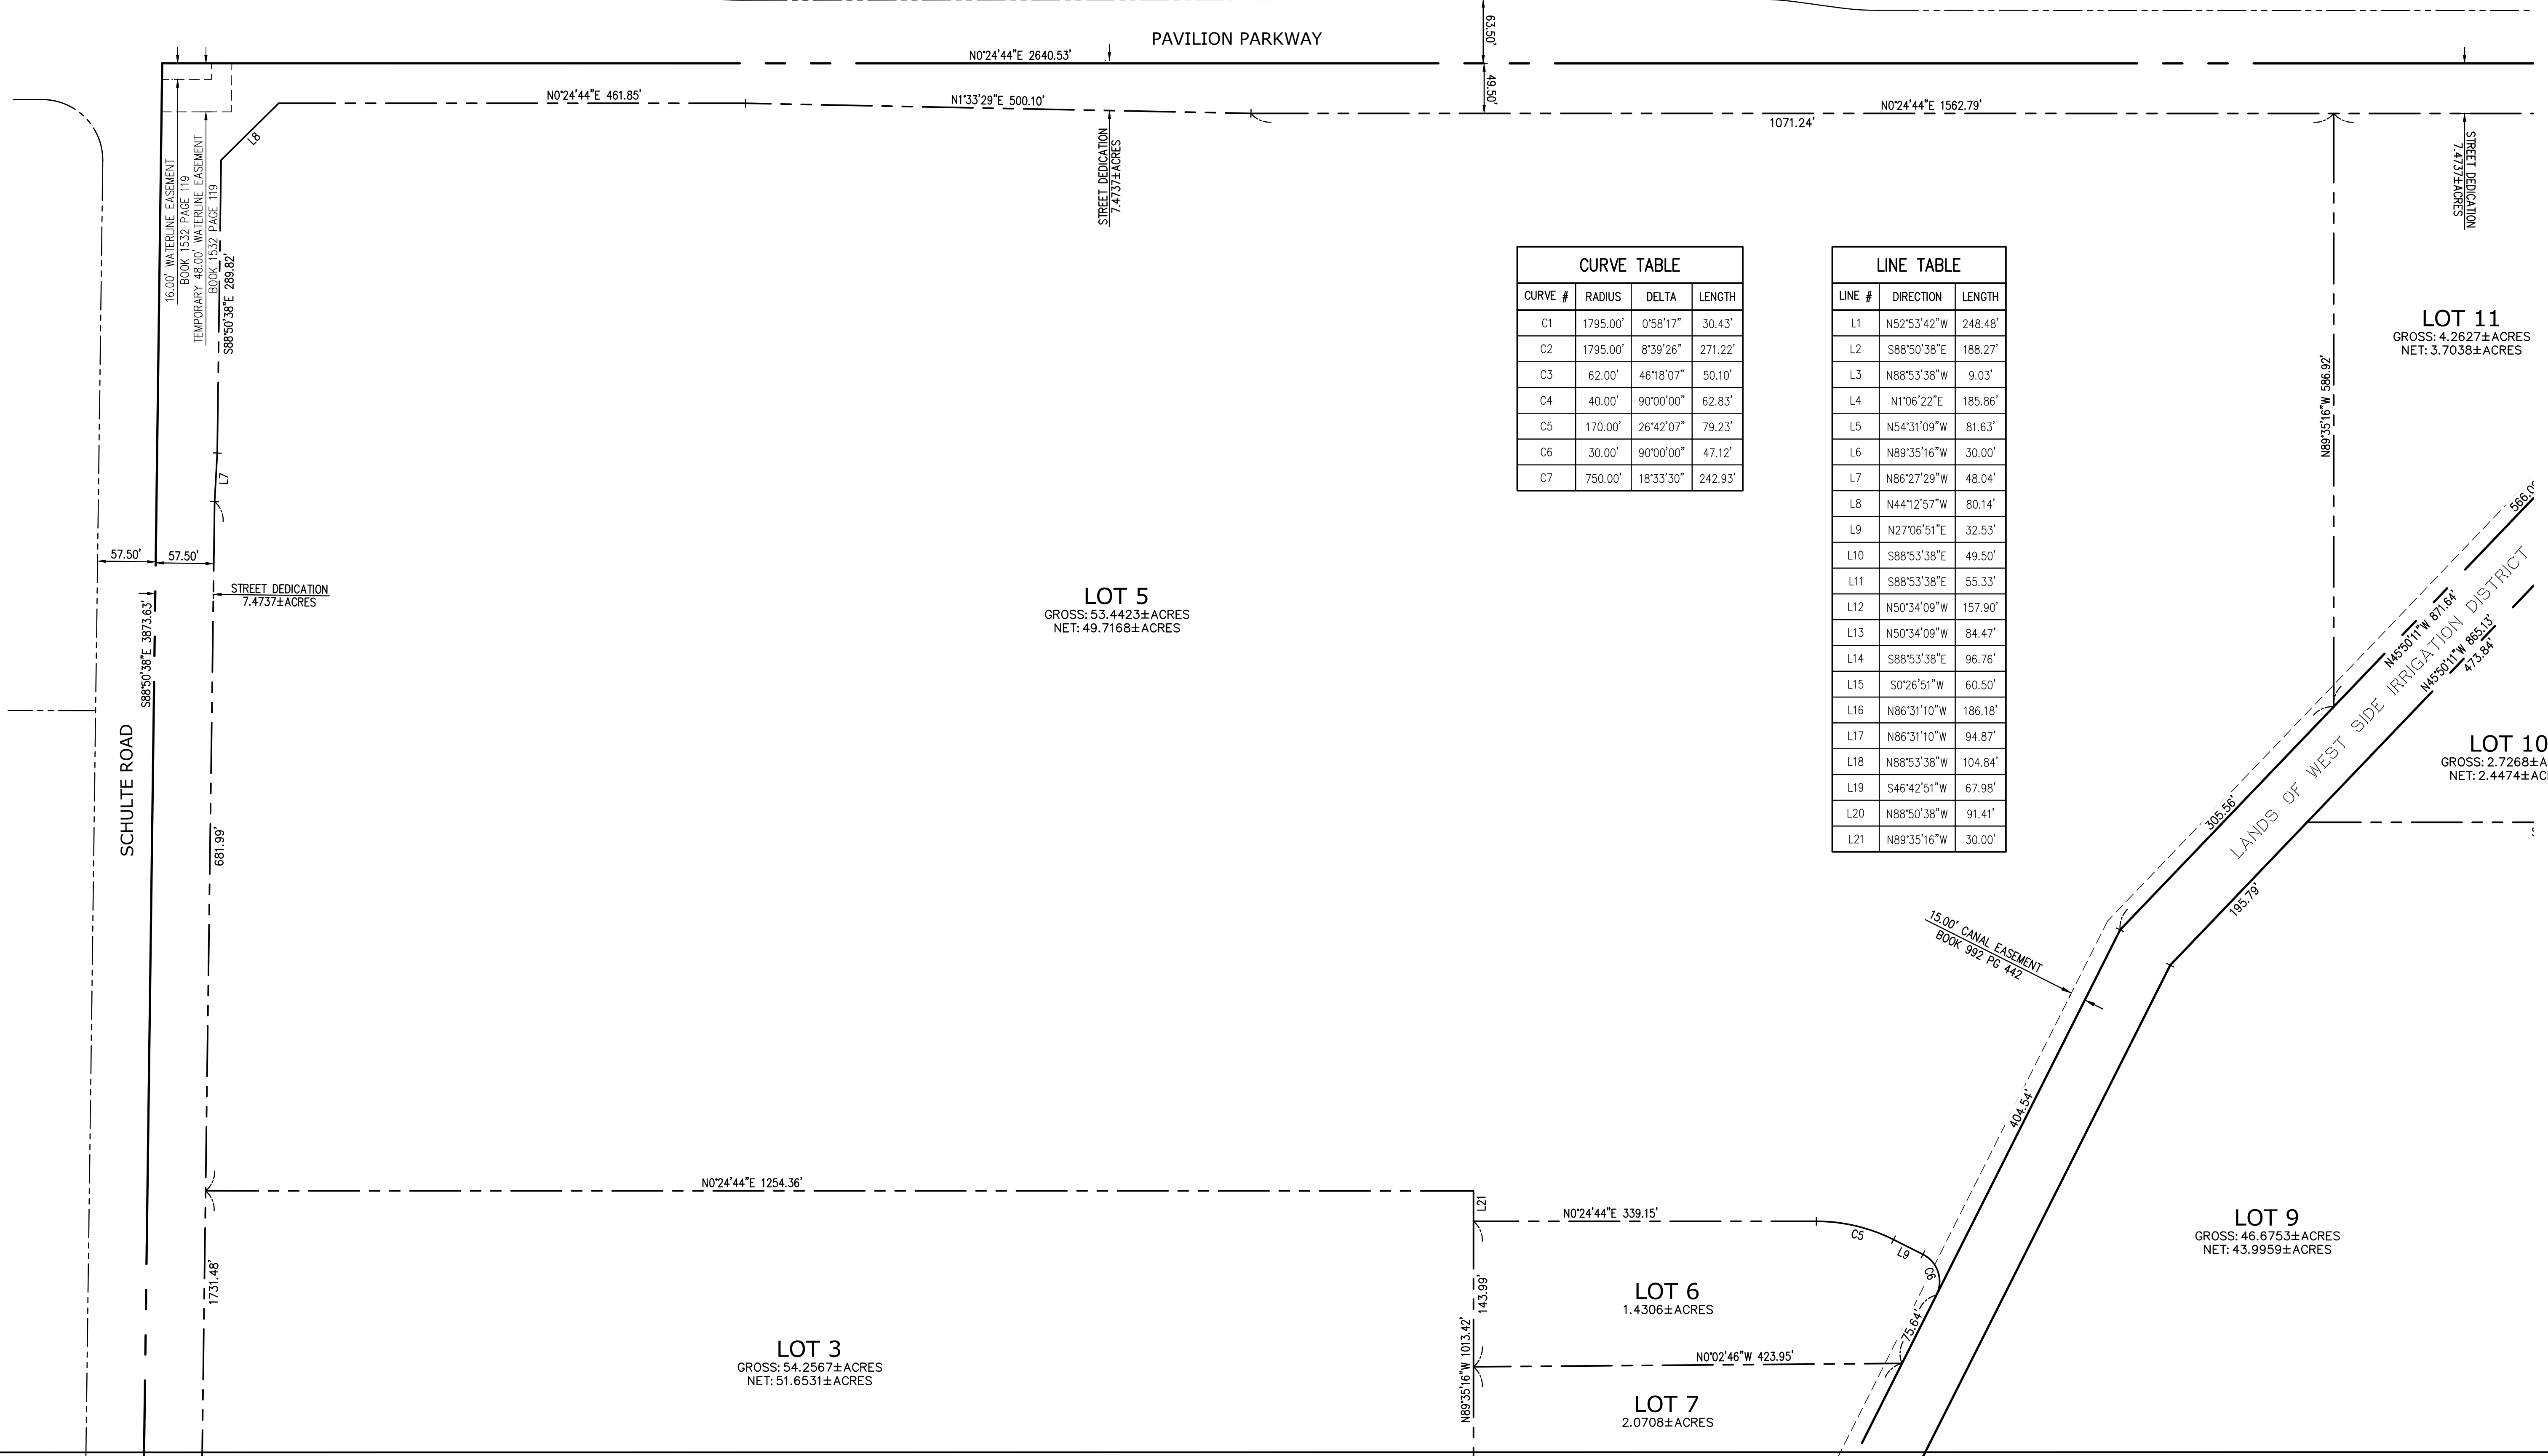 PAVILION PARKWAY
63.50'
N0°24'44"E 2640.53'
49.50'
N0°24'44"E 461.85'
N1°33'29"E 500.10'
N0°24'44"E 1562.79'
1071.24'
L8
STREET DEDICATION
7.4737±ACRES
STREET DEDICATION
7.4737±ACRES
16.00' WATERLINE EASEMENT
BOOK 1532 PAGE 119
TEMPORARY 48.00' WATERLINE EASEMENT
BOOK 1532 PAGE 119
S88°50'38"E 289.82'
L7
57.50'
57.50'
STREET DEDICATION
7.4737±ACRES
S88°50'38"E 3873.63'
SCHULTE ROAD
681.99'
1731.48'
CURVE TABLE
CURVE # RADIUS DELTA LENGTH
C1 1795.00' 0°58'17" 30.43'
C2 1795.00' 8°39'26" 271.22'
C3 62.00' 46°18'07" 50.10'
C4 40.00' 90°00'00" 62.83'
C5 170.00' 26°42'07" 79.23'
C6 30.00' 90°00'00" 47.12'
C7 750.00' 18°33'30" 242.93'
LINE TABLE
LINE # DIRECTION LENGTH
L1 N52°53'42"W 248.48'
L2 S88°50'38"E 188.27'
L3 N88°53'38"W 9.03'
L4 N1°06'22"E 185.86'
L5 N54°31'09"W 81.63'
L6 N89°35'16"W 30.00'
L7 N86°27'29"W 48.04'
L8 N44°12'57"W 80.14'
L9 N27°06'51"E 32.53'
L10 S88°53'38"E 49.50'
L11 S88°53'38"E 55.33'
L12 N50°34'09"W 157.90'
L13 N50°34'09"W 84.47'
L14 S88°53'38"E 96.76'
L15 S0°26'51"W 60.50'
L16 N86°31'10"W 186.18'
L17 N86°31'10"W 94.87'
L18 N88°53'38"W 104.84'
L19 S46°42'51"W 67.98'
L20 N88°50'38"W 91.41'
L21 N89°35'16"W 30.00'
LOT 11
GROSS: 4.2627±ACRES
NET: 3.7038±ACRES
N89°35'16"W 586.92'
LOT 5
GROSS: 53.4423±ACRES
NET: 49.7168±ACRES
N45°50'11"W 871.64'
LANDS OF WEST SIDE IRRIGATION DISTRICT
N45°50'11"W 865.13'
473.84'
LOT 10
GROSS: 2.7268±A
NET: 2.4474±AC
305.56'
195.79'
15.00' CANAL EASEMENT
BOOK 992 PG 442
404.54'
N0°24'44"E 1254.36'
L21
N0°24'44"E 339.15'
C5
L9
C6
LOT 9
GROSS: 46.6753±ACRES
NET: 43.9959±ACRES
143.99'
LOT 6
1.4306±ACRES
75.64'
LOT 3
GROSS: 54.2567±ACRES
NET: 51.6531±ACRES
N89°35'16"W 1013.42'
N0°02'46"W 423.95'
LOT 7
2.0708±ACRES